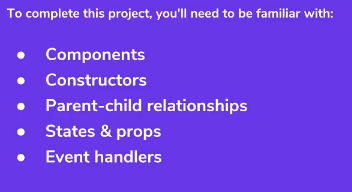 To complete this project, you'll need to be familiar with:
● Components
● Constructors
● Parent-child relationships
● States & props
● Event handlers